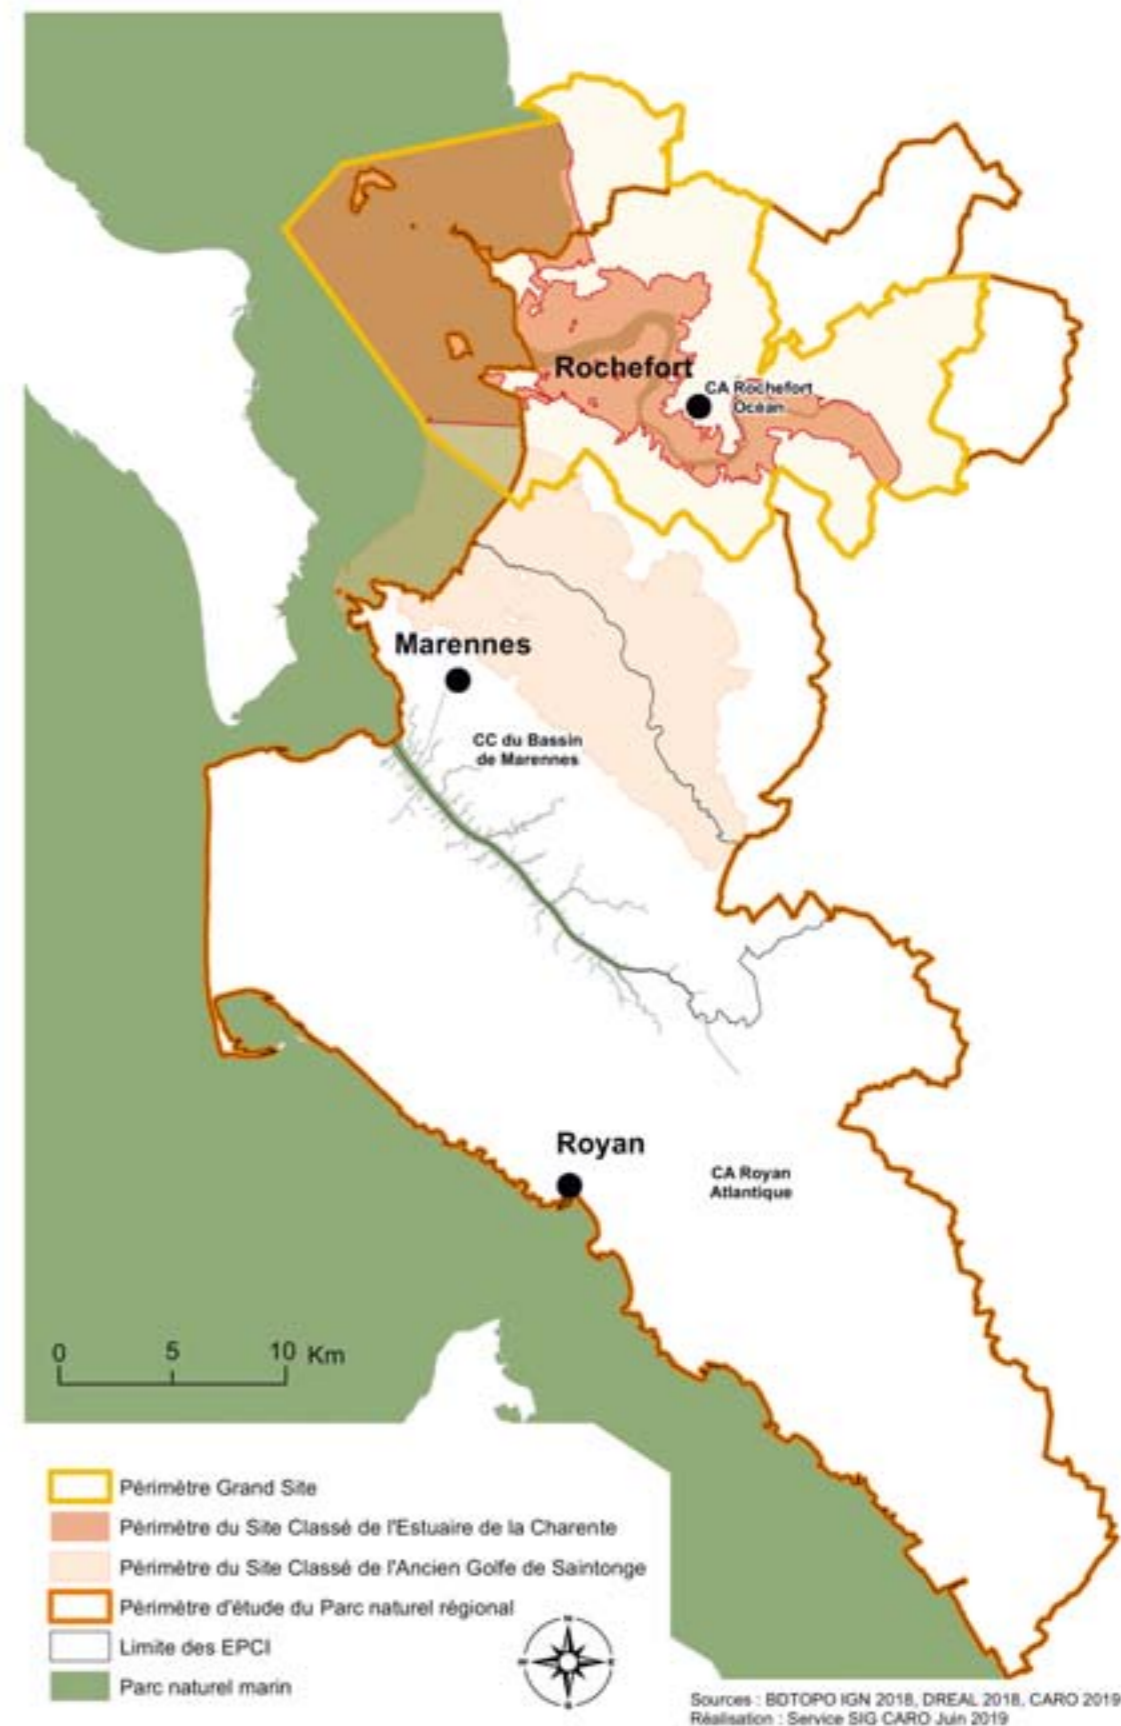 Rochefort
CA Rochefort
Océan
Marennes
CC du Bassin
de Marennes
Royan
CA Royan
Atlantique
0 5 10 Km
Périmètre Grand Site
Périmètre du Site Classé de l'Estuaire de la Charente
Périmètre du Site Classé de l'Ancien Golfe de Saintonge
Périmètre d'étude du Parc naturel régional
Limite des EPCI
Parc naturel marin
Sources : BDTOPO IGN 2018, DREAL 2018, CARO 2019
Réalisation : Service SIG CARO Juin 2019